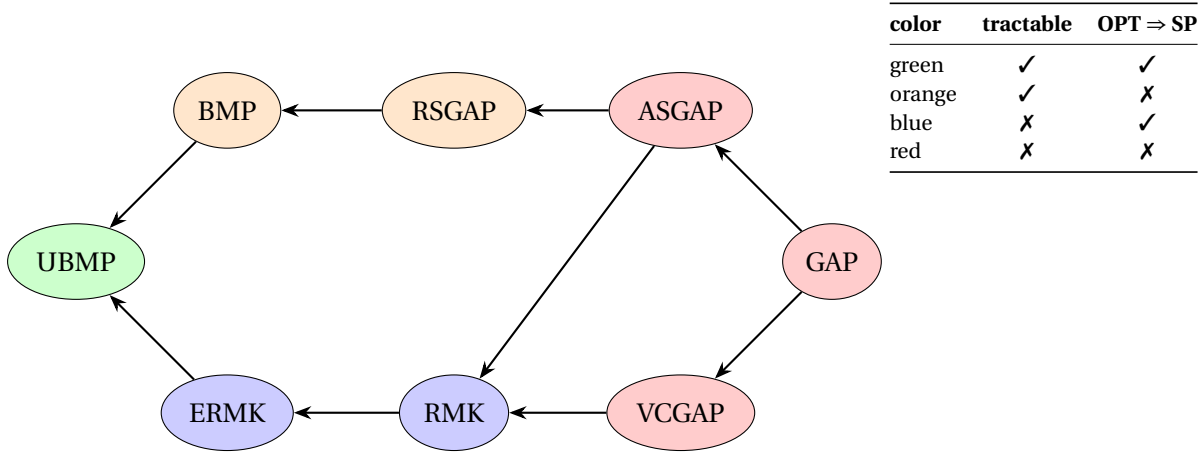 color tractable OPT ⇒ SP
green ✓ ✓
orange ✓ ✗
blue ✗ ✓
red ✗ ✗
BMP RSGAP ASGAP
UBMP GAP
ERMK RMK VCGAP